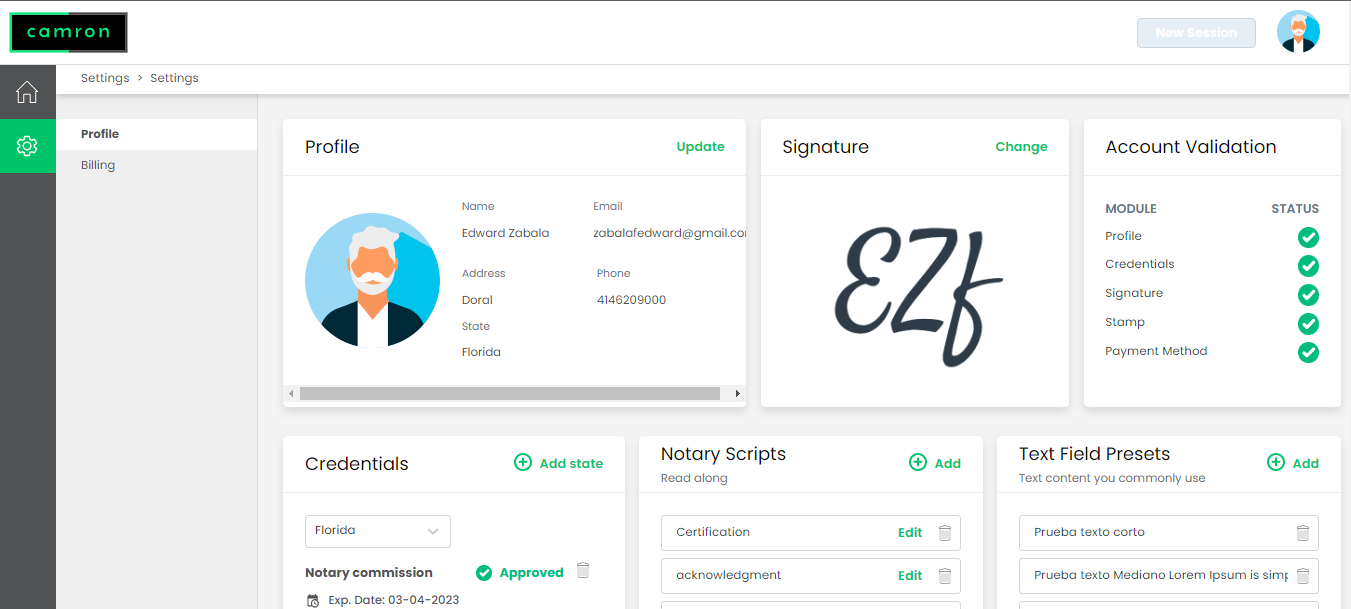 camron
New Session
Settings > Settings
Profile
Billing
Profile
Update
Name
Email
Edward Zabala
zabalafedward@gmail.co
Address
Phone
Doral
4146209000
State
Florida
Signature
Change
EZf
Account Validation
MODULE
STATUS
Profile
Credentials
Signature
Stamp
Payment Method
Credentials
Add state
Florida
Notary commission
Approved
Exp. Date: 03-04-2023
Notary Scripts
Read along
Add
Certification
Edit
acknowledgment
Edit
Text Field Presets
Text content you commonly use
Add
Prueba texto corto
Prueba texto Mediano Lorem Ipsum is simp